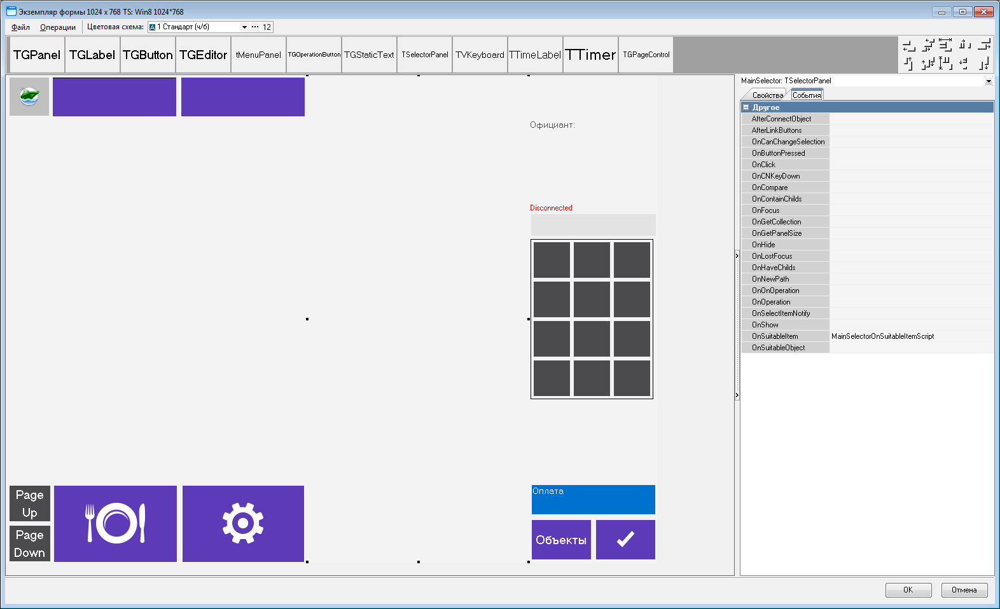 Экземпляр формы 1024 x 768 TS: Win8 1024*768
Файл Операции Цветовая схема: 1 Стандарт (ч/б) 12
TGPanel TGLabel TGButton TGEditor tMenuPanel TGOperationButton TGStaticText TSelectorPanel TVKeyboard TTimeLabel TTimer TGPageControl
MainSelector: TSelectorPanel
Свойства События
Другое
AfterConnectObject
AfterLinkButtons
OnCanChangeSelection
OnButtonPressed
OnClick
OnCNKeyDown
OnCompare
OnContainChilds
OnFocus
OnGetCollection
OnGetPanelSize
OnHide
OnLostFocus
OnHaveChilds
OnNewPath
OnOnOperation
OnOperation
OnSelectItemNotify
OnShow
OnSuitableItem MainSelectorOnSuitableItemScript
OnSuitableObject
Официант:
Disconnected
Page
Up
Page
Down
Оплата
Объекты
OK Отмена